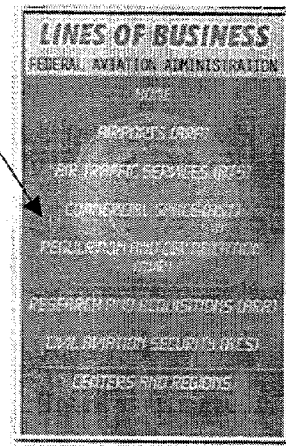 LINES OF BUSINESS
FEDERAL AVIATION ADMINISTRATION
HOME
AIRPORTS (ARP)
AIR TRAFFIC SERVICES (ATS)
COMMERCIAL SPACE (AST)
REGULATION AND CERTIFICATION
(AVR)
RESEARCH AND ACQUISITIONS (ARA)
CIVIL AVIATION SECURITY (ACS)
CENTERS AND REGIONS